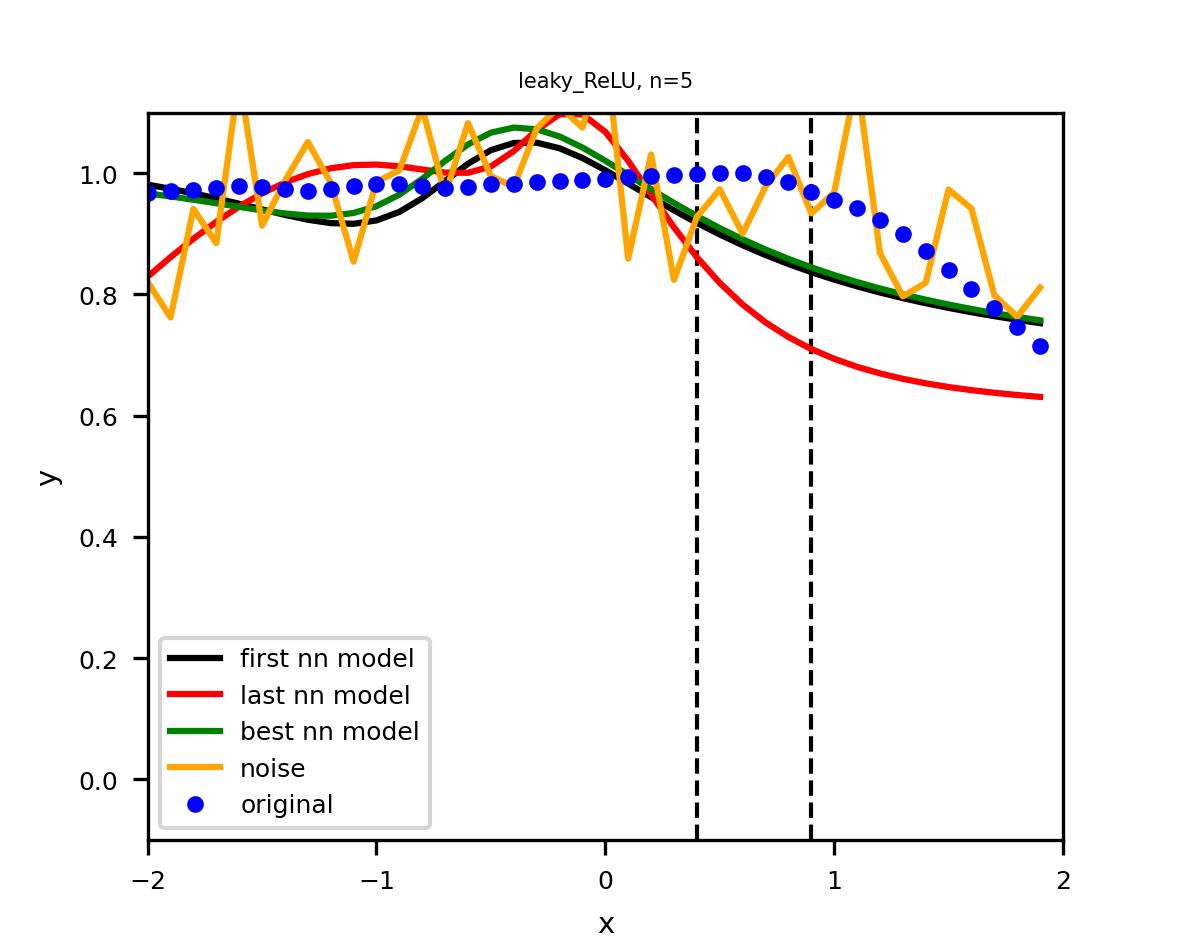 leaky_ReLU, n=5
1.0
0.8
0.6
0.4
0.2
0.0
y
first nn model
last nn model
best nn model
noise
original
−2
−1
0
1
2
x